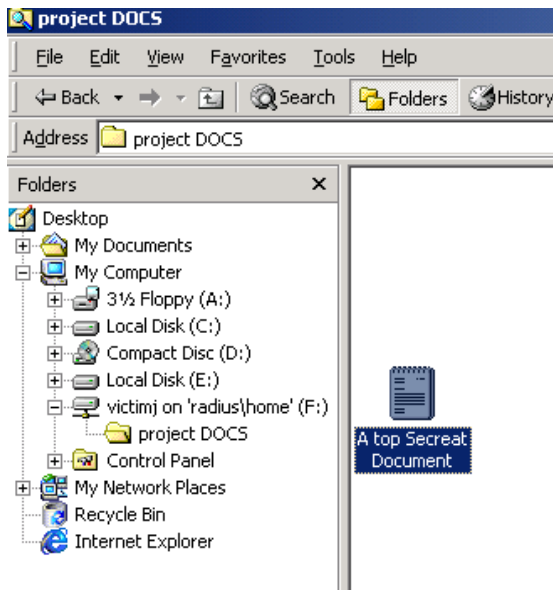 project DOCS
File Edit View Favorites Tools Help
Back Search Folders History
Address project DOCS
Folders
Desktop
My Documents
My Computer
3½ Floppy (A:)
Local Disk (C:)
Compact Disc (D:)
Local Disk (E:)
victimj on 'radius\home' (F:)
project DOCS
Control Panel
My Network Places
Recycle Bin
Internet Explorer
A top Secreat
Document